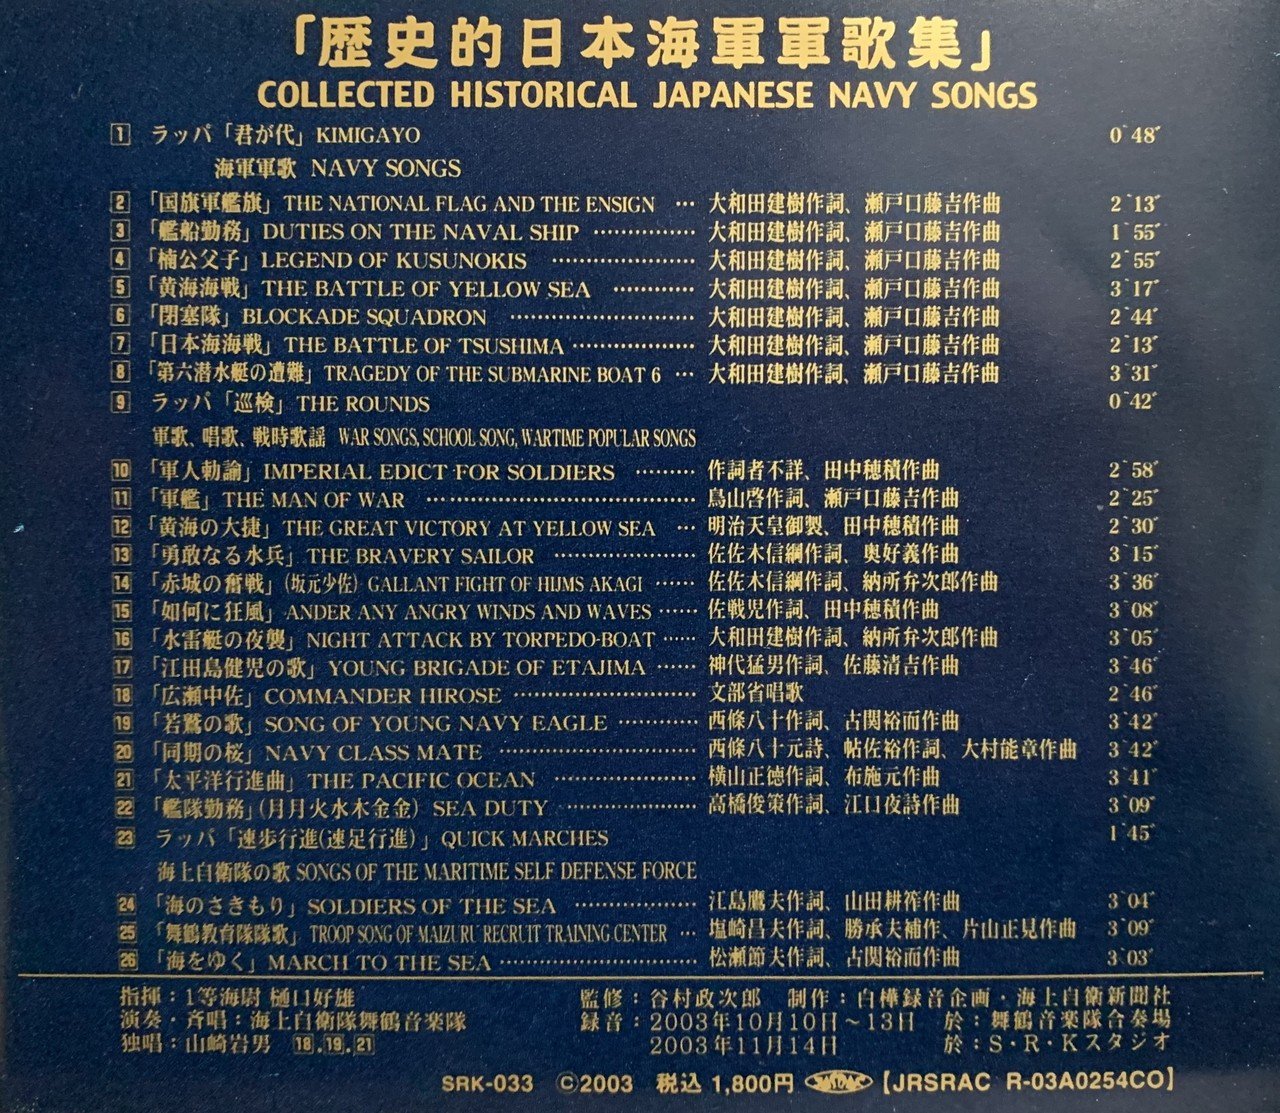 「歴史的日本海軍軍歌集」
COLLECTED HISTORICAL JAPANESE NAVY SONGS
1 ラッパ「君が代」KIMIGAYO 0゛48″
海軍軍歌 NAVY SONGS
2 「国旗軍艦旗」THE NATIONAL FLAG AND THE ENSIGN … 大和田建樹作詞、瀬戸口藤吉作曲 2゛13″
3 「艦船勤務」DUTIES ON THE NAVAL SHIP …………… 大和田建樹作詞、瀬戸口藤吉作曲 1゛55″
4 「楠公父子」LEGEND OF KUSUNOKIS ………………… 大和田建樹作詞、瀬戸口藤吉作曲 2゛55″
5 「黄海海戦」THE BATTLE OF YELLOW SEA ………… 大和田建樹作詞、瀬戸口藤吉作曲 3゛17″
6 「閉塞隊」BLOCKADE SQUADRON ……………………… 大和田建樹作詞、瀬戸口藤吉作曲 2゛44″
7 「日本海海戦」THE BATTLE OF TSUSHIMA ……………… 大和田建樹作詞、瀬戸口藤吉作曲 2゛13″
8 「第六潜水艇の遭難」TRAGEDY OF THE SUBMARINE BOAT 6 … 大和田建樹作詞、瀬戸口藤吉作曲 3゛31″
9 ラッパ「巡検」THE ROUNDS 0゛42″
軍歌、唱歌、戦時歌謡 WAR SONGS, SCHOOL SONG, WARTIME POPULAR SONGS
10 「軍人勅諭」IMPERIAL EDICT FOR SOLDIERS ……… 作詞者不詳、田中穂積作曲 2゛58″
11 「軍艦」THE MAN OF WAR ………………………………… 鳥山啓作詞、瀬戸口藤吉作曲 2゛25″
12 「黄海の大捷」THE GREAT VICTORY AT YELLOW SEA … 明治天皇御製、田中穂積作曲 2゛30″
13 「勇敢なる水兵」THE BRAVERY SAILOR ………………… 佐佐木信綱作詞、奥好義作曲 3゛15″
14 「赤城の奮戦」(坂元少佐) GALLANT FIGHT OF HIJMS AKAGI …… 佐佐木信綱作詞、納所弁次郎作曲 3゛36″
15 「如何に狂風」ANDER ANY ANGRY WINDS AND WAVES …… 佐戦児作詞、田中穂積作曲 3゛08″
16 「水雷艇の夜襲」NIGHT ATTACK BY TORPEDO-BOAT …… 大和田建樹作詞、納所弁次郎作曲 3゛05″
17 「江田島健児の歌」YOUNG BRIGADE OF ETAJIMA …… 神代猛男作詞、佐藤清吉作曲 3゛46″
18 「広瀬中佐」COMMANDER HIROSE ……………………… 文部省唱歌 2゛46″
19 「若鷲の歌」SONG OF YOUNG NAVY EAGLE ………… 西條八十作詞、古関裕而作曲 3゛42″
20 「同期の桜」NAVY CLASS MATE ………………………… 西條八十元詩、帖佐裕作詞、大村能章作曲 3゛42″
21 「太平洋行進曲」THE PACIFIC OCEAN ………………… 横山正徳作詞、布施元作曲 3゛41″
22 「艦隊勤務」(月月火水木金金) SEA DUTY ……………… 高橋俊策作詞、江口夜詩作曲 3゛09″
23 ラッパ「速歩行進(速足行進)」QUICK MARCHES 1゛45″
海上自衛隊の歌 SONGS OF THE MARITIME SELF DEFENSE FORCE
24 「海のさきもり」SOLDIERS OF THE SEA ……………… 江島鷹夫作詞、山田耕筰作曲 3゛04″
25 「舞鶴教育隊隊歌」TROOP SONG OF MAIZURU RECRUIT TRAINING CENTER … 塩崎昌夫作詞、勝承夫補作、片山正見作曲 3゛09″
26 「海をゆく」MARCH TO THE SEA ………………………… 松瀬節夫作詞、古関裕而作曲 3゛03″
指揮：1等海尉 樋口好雄 監修：谷村政次郎 制作：白樺録音企画・海上自衛新聞社
演奏・斉唱：海上自衛隊舞鶴音楽隊 録音：2003年10月10日～13日 於：舞鶴音楽隊合奏場
独唱：山崎岩男 18.19.21 2003年11月14日 於：S・R・Kスタジオ
SRK-033 ©2003 税込 1,800円 【JRSRAC R-03A0254CO】